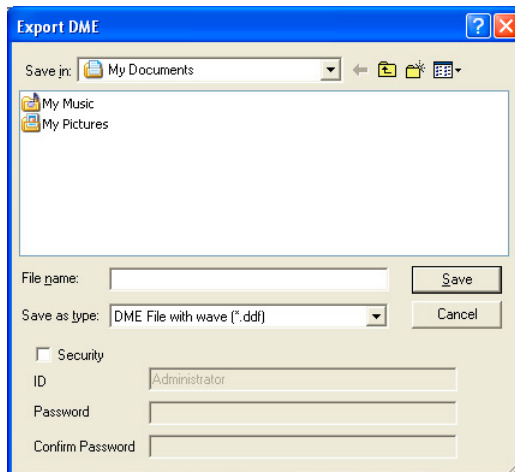 Export DME
Save in: My Documents
My Music
My Pictures
File name: Save
Save as type: DME File with wave (*.ddf) Cancel
Security
ID Administrator
Password
Confirm Password